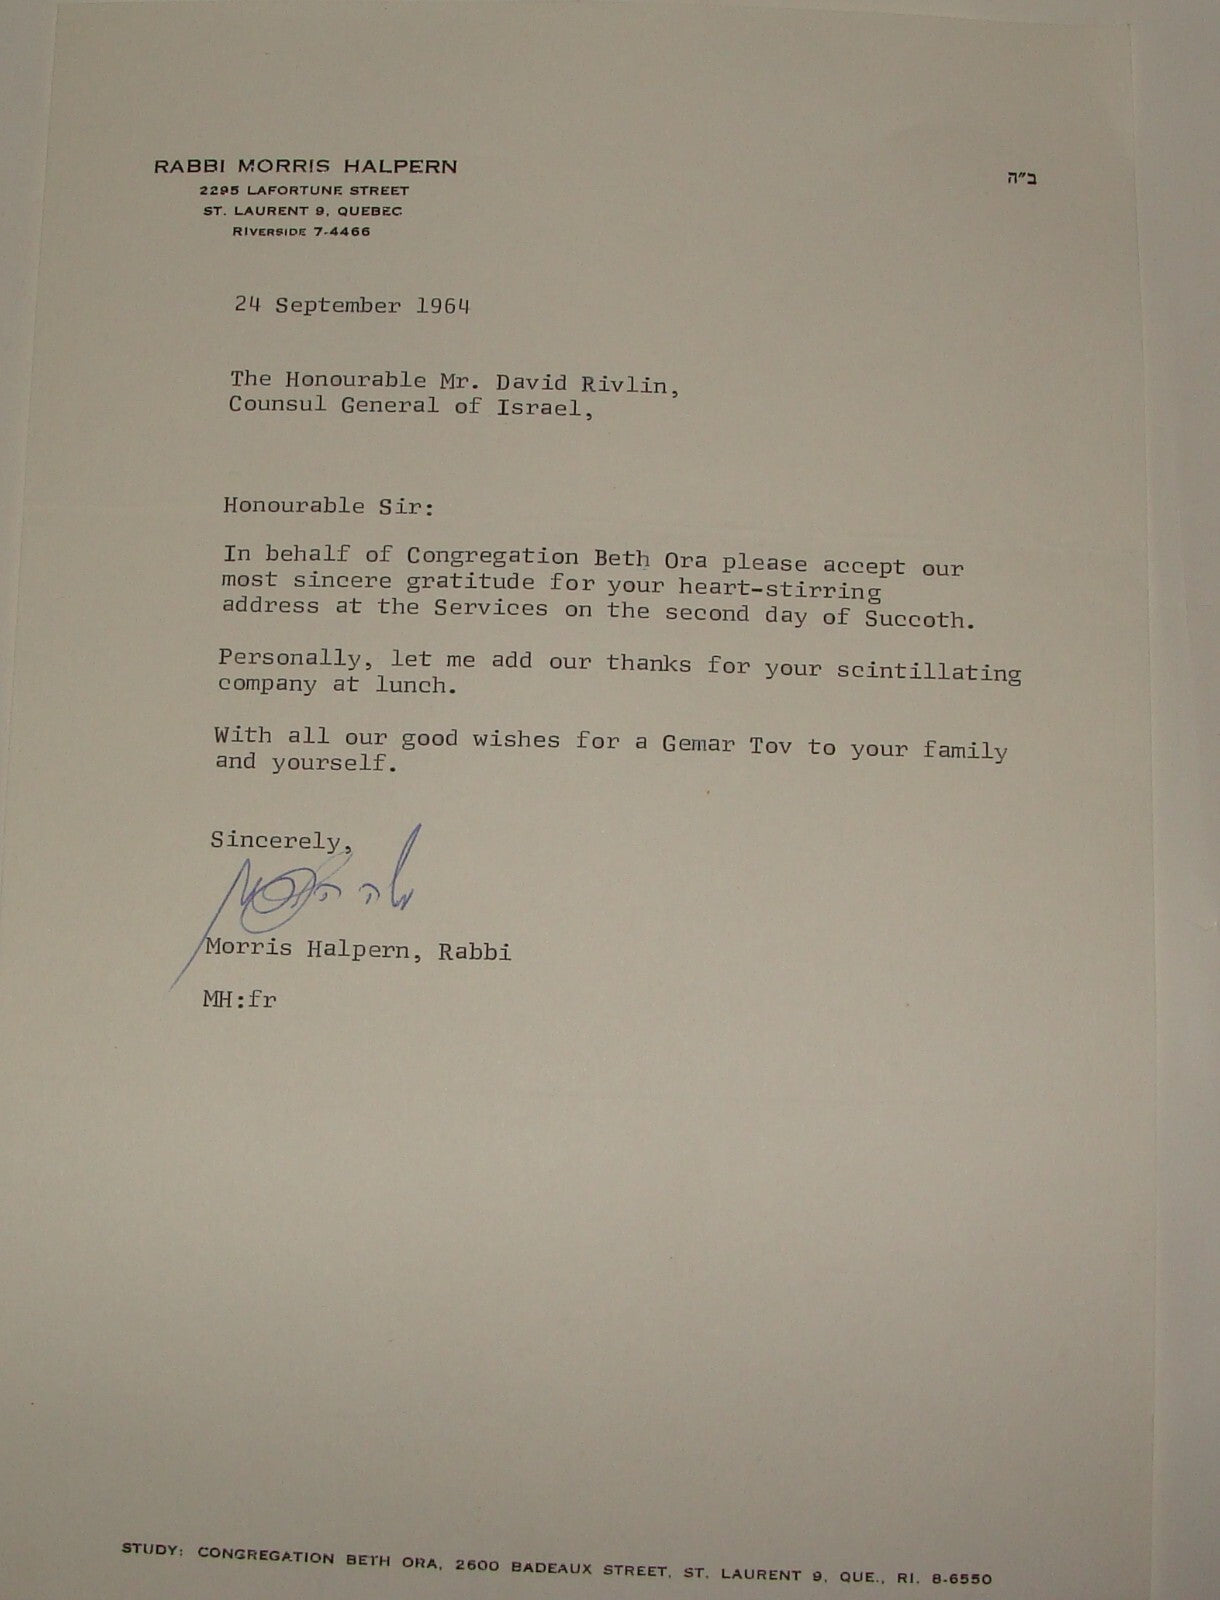 RABBI MORRIS HALPERN
2295 LAFORTUNE STREET
ST. LAURENT 9, QUEBEC
RIVERSIDE 7-4466
ב״ה
24 September 1964
The Honourable Mr. David Rivlin,
Counsul General of Israel,
Honourable Sir:
In behalf of Congregation Beth Ora please accept our
most sincere gratitude for your heart-stirring
address at the Services on the second day of Succoth.
Personally, let me add our thanks for your scintillating
company at lunch.
With all our good wishes for a Gemar Tov to your family
and yourself.
Sincerely,
Morris Halpern, Rabbi
MH:fr
STUDY: CONGREGATION BETH ORA, 2600 BADEAUX STREET, ST. LAURENT 9, QUE., RI. 8-6550